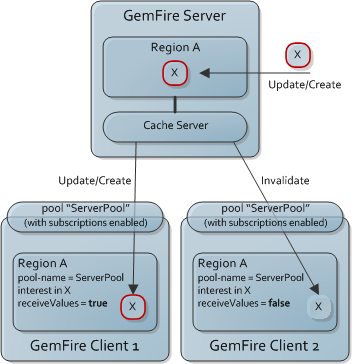 GemFire Server
Region A
X
X
Update/Create
Cache Server
Update/Create
Invalidate
pool "ServerPool"
(with subscriptions enabled)
Region A
pool-name = ServerPool
interest in X
receiveValues = true
X
GemFire Client 1
pool "ServerPool"
(with subscriptions enabled)
Region A
pool-name = ServerPool
interest in X
receiveValues = false
X
GemFire Client 2